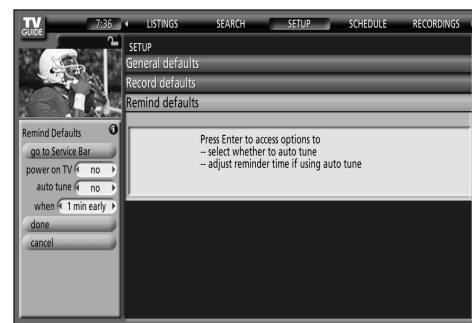 TV
GUIDE
7:36
LISTINGS
SEARCH
SETUP
SCHEDULE
RECORDINGS
SETUP
General defaults
Record defaults
Remind defaults
Remind Defaults
go to Service Bar
power on TV no
auto tune no
when 1 min early
done
cancel
Press Enter to access options to
-- select whether to auto tune
-- adjust reminder time if using auto tune